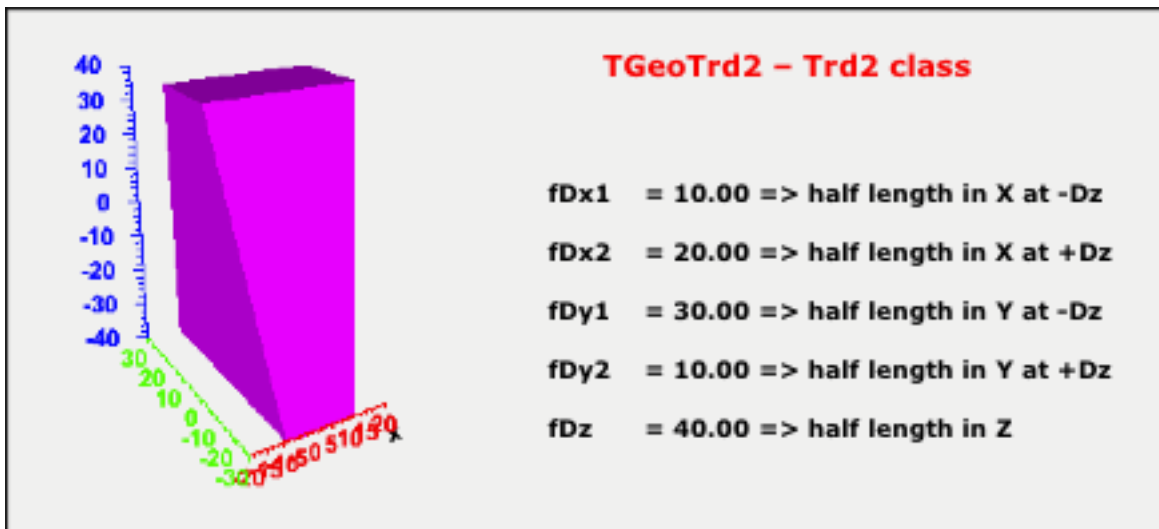 TGeoTrd2 – Trd2 class
40
30
20
10
0
-10
-20
-30
-40
30
20
10
0
-10
-20
fDx1 = 10.00 => half length in X at -Dz
fDx2 = 20.00 => half length in X at +Dz
fDy1 = 30.00 => half length in Y at -Dz
fDy2 = 10.00 => half length in Y at +Dz
fDz = 40.00 => half length in Z